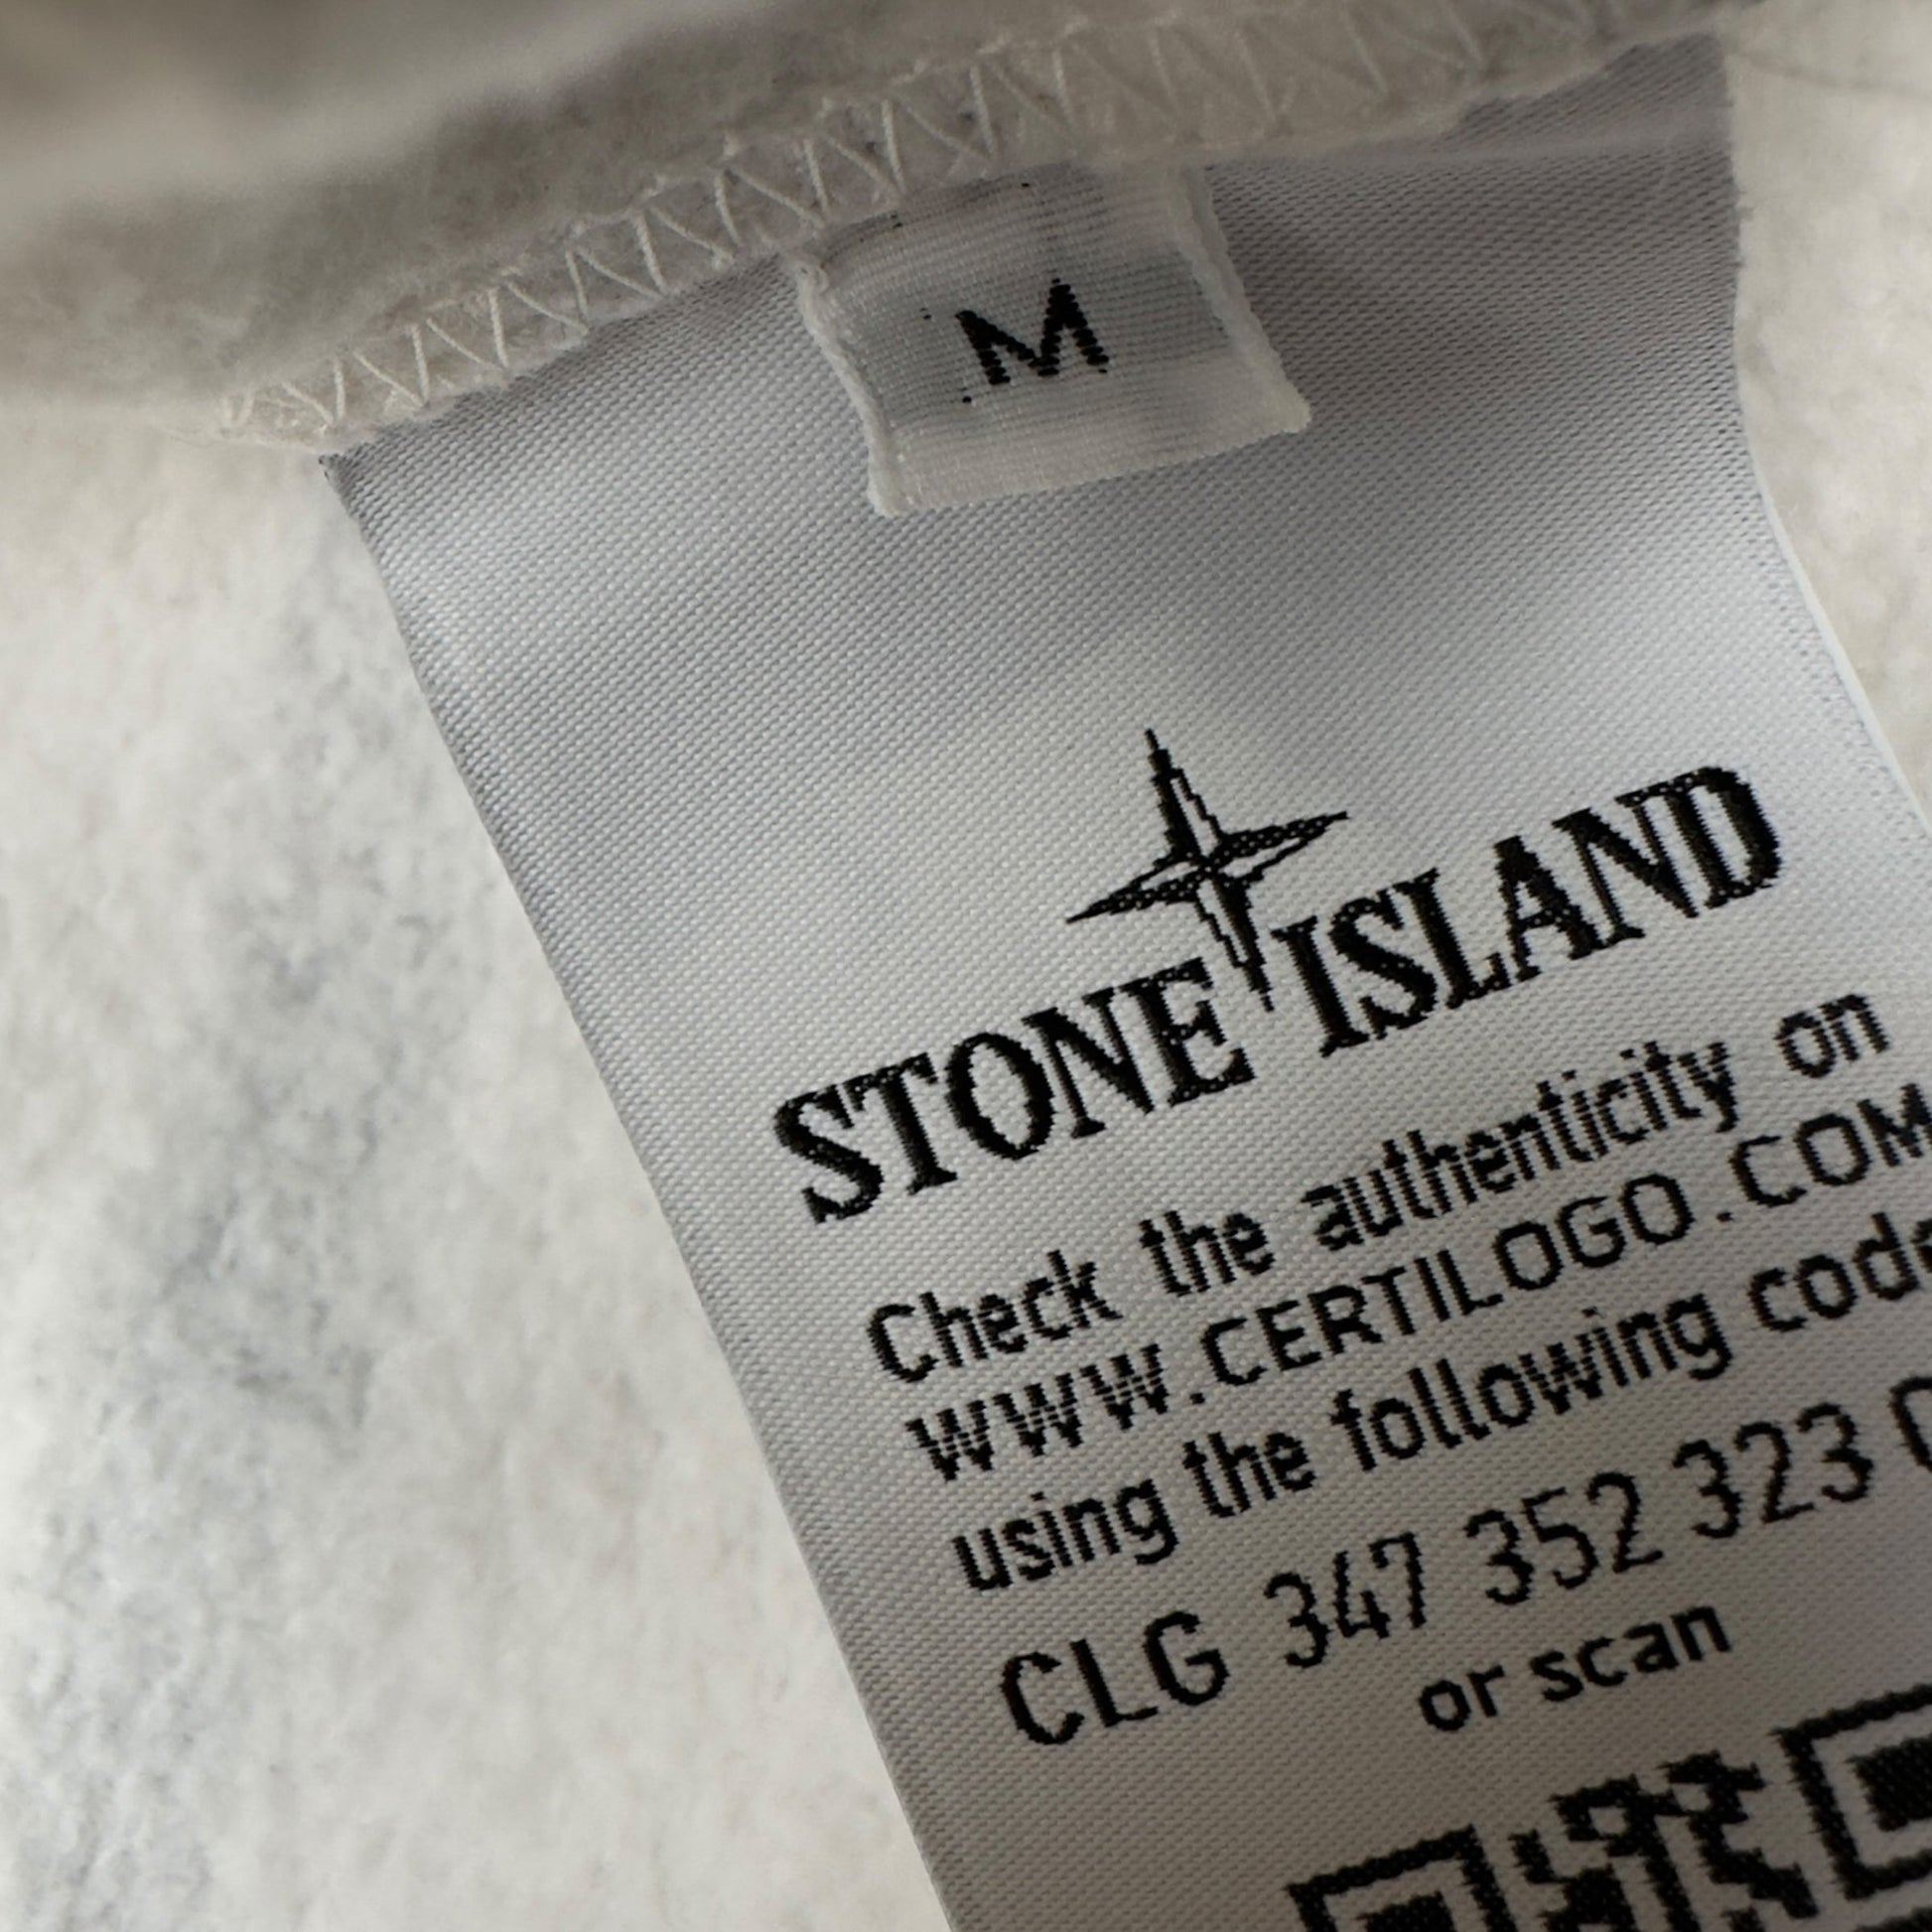 M
STONE ISLAND
Check the authenticity on
WWW.CERTILOGO.COM
using the following code
CLG 347 352 323
or scan